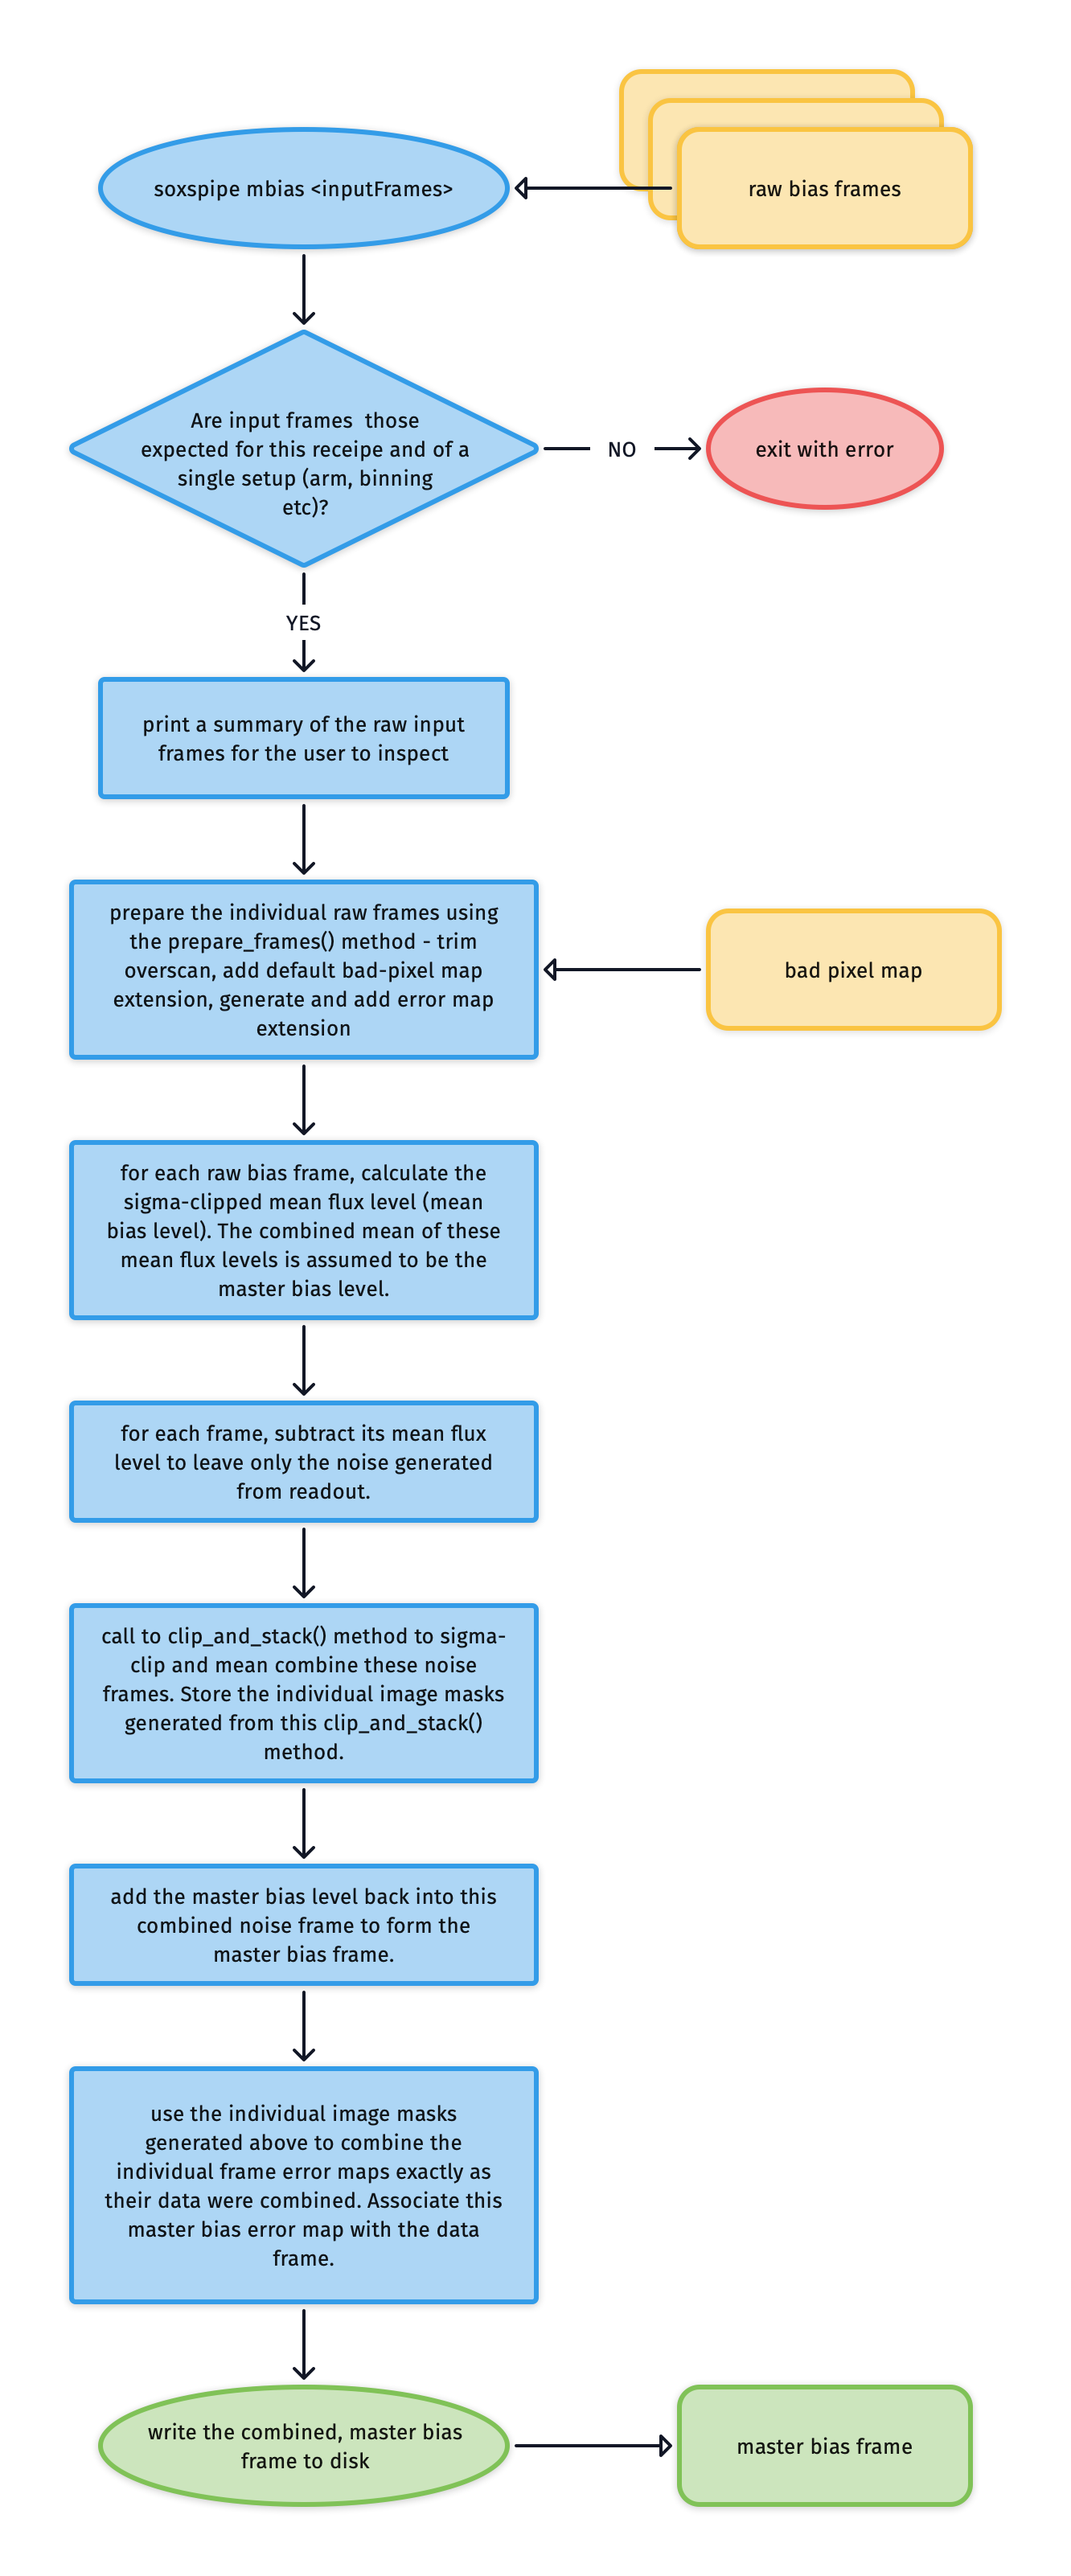 soxspipe mbias <inputFrames>
raw bias frames
Are input frames  those
expected for this receipe and of a
single setup (arm, binning
etc)?
NO
exit with error
YES
print a summary of the raw input
frames for the user to inspect
prepare the individual raw frames using
the prepare_frames() method - trim
overscan, add default bad-pixel map
extension, generate and add error map
extension
bad pixel map
for each raw bias frame, calculate the
sigma-clipped mean flux level (mean
bias level). The combined mean of these
mean flux levels is assumed to be the
master bias level.
for each frame, subtract its mean flux
level to leave only the noise generated
from readout.
call to clip_and_stack() method to sigma-
clip and mean combine these noise
frames. Store the individual image masks
generated from this clip_and_stack()
method.
add the master bias level back into this
combined noise frame to form the
master bias frame.
use the individual image masks
generated above to combine the
individual frame error maps exactly as
their data were combined. Associate this
master bias error map with the data
frame.
write the combined, master bias
frame to disk
master bias frame